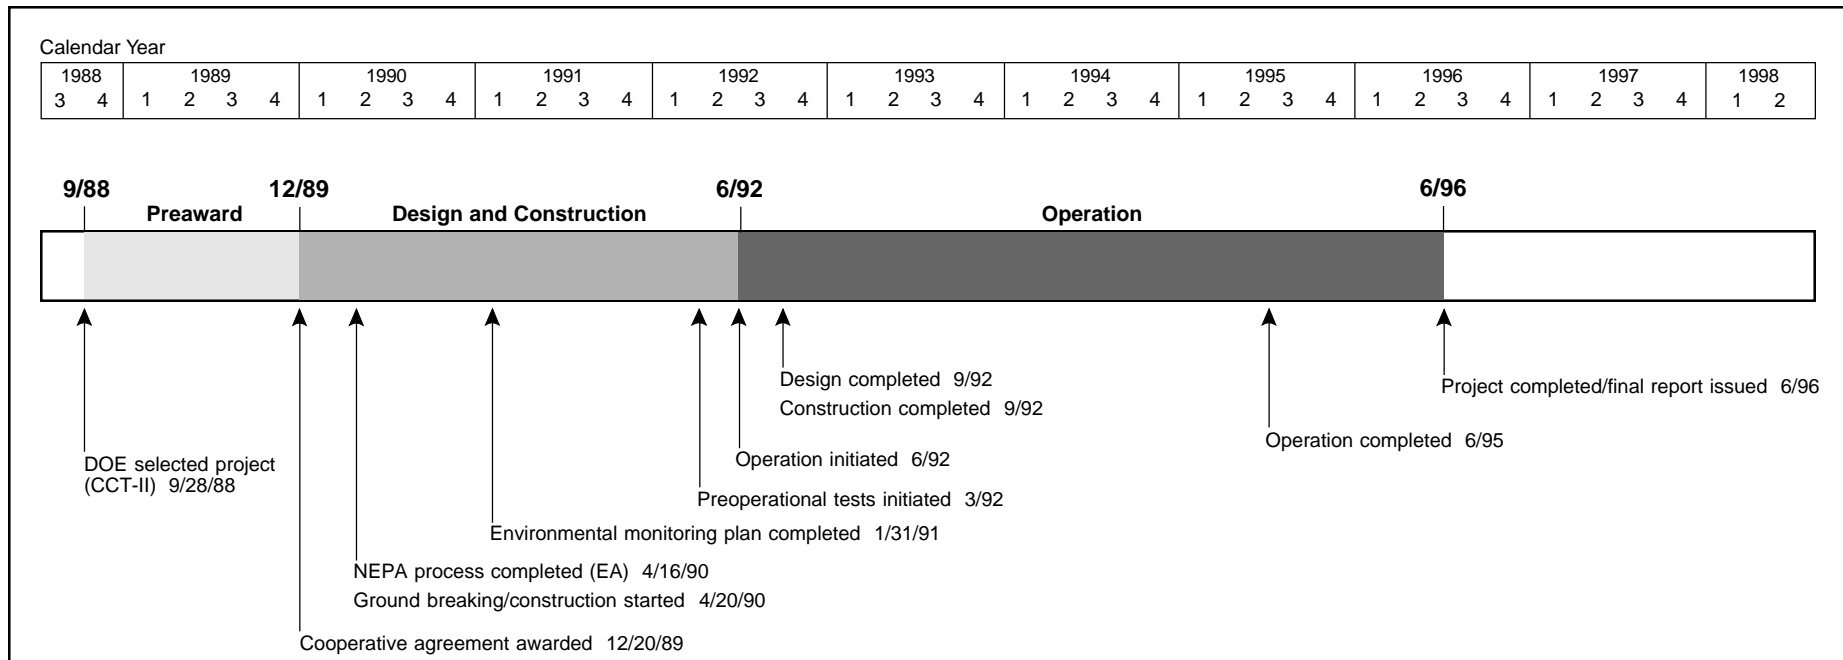 Calendar Year
1988 1989 1990 1991 1992 1993 1994 1995 1996 1997 1998
3 4 1 2 3 4 1 2 3 4 1 2 3 4 1 2 3 4 1 2 3 4 1 2 3 4 1 2 3 4 1 2 3 4 1 2 3 4 1 2
9/88 12/89 6/92 6/96
Preaward Design and Construction Operation
Design completed 9/92
Construction completed 9/92
Project completed/final report issued 6/96
Operation completed 6/95
Operation initiated 6/92
DOE selected project
(CCT-II) 9/28/88
Preoperational tests initiated 3/92
Environmental monitoring plan completed 1/31/91
NEPA process completed (EA) 4/16/90
Ground breaking/construction started 4/20/90
Cooperative agreement awarded 12/20/89